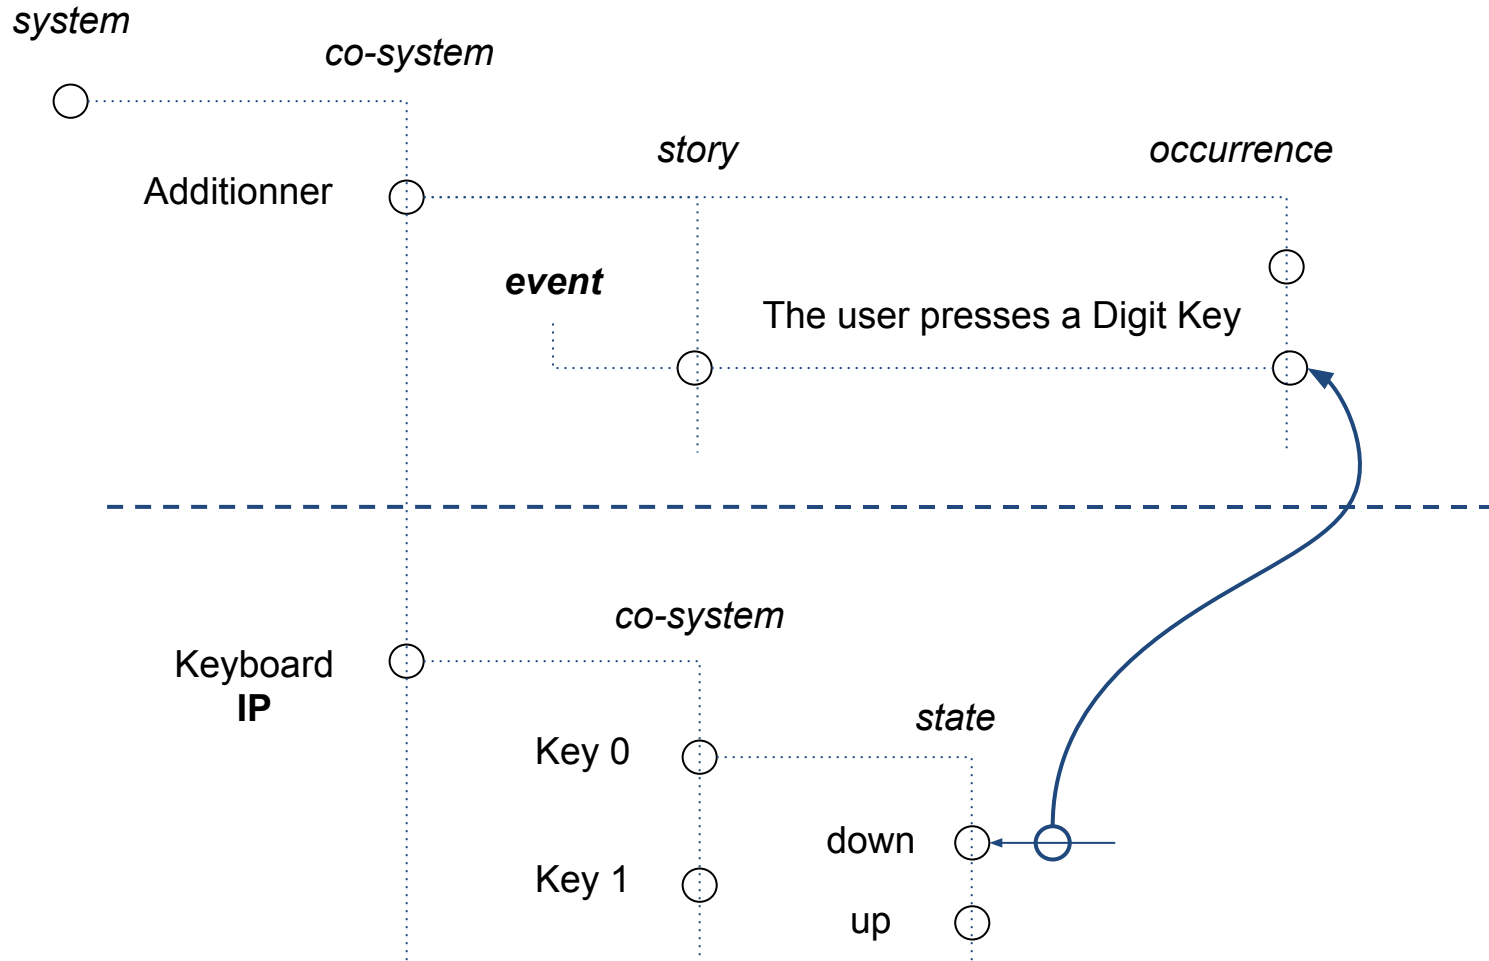 system
co-system
story
occurrence
Additionner
event
The user presses a Digit Key
co-system
Keyboard
IP
state
Key 0
down
Key 1
up